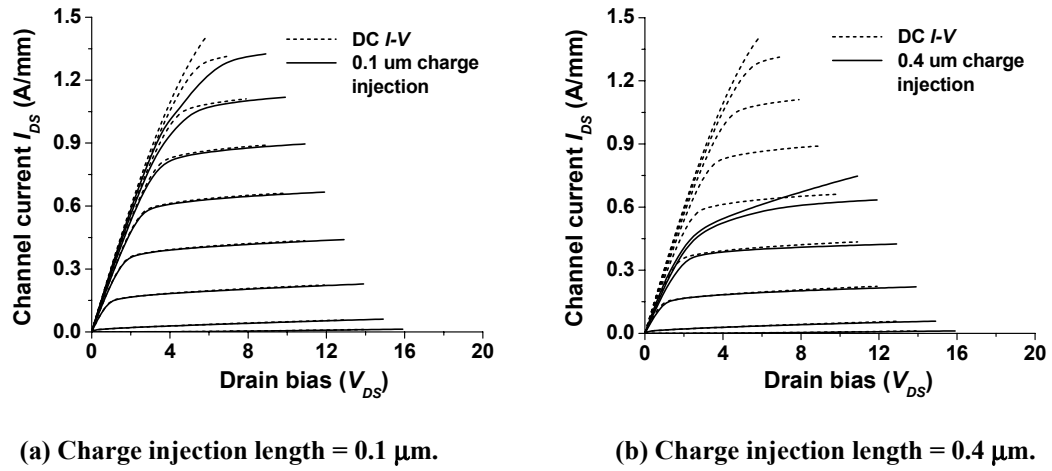 1.5
1.2
0.9
0.6
0.3
0.0
Channel current I_DS (A/mm)
DC I-V
0.1 um charge
injection
0 4 8 12 16 20
Drain bias (V_DS)
(a) Charge injection length = 0.1 μm.
1.5
1.2
0.9
0.6
0.3
0.0
Channel current I_DS (A/mm)
DC I-V
0.4 um charge
injection
0 4 8 12 16 20
Drain bias (V_DS)
(b) Charge injection length = 0.4 μm.